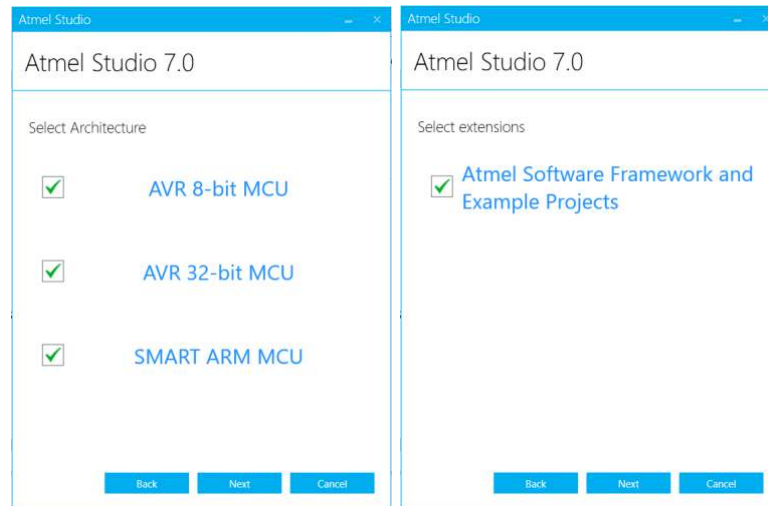 Atmel Studio
Atmel Studio 7.0
Select Architecture
AVR 8-bit MCU
AVR 32-bit MCU
SMART ARM MCU
Back Next Cancel
Atmel Studio
Atmel Studio 7.0
Select extensions
Atmel Software Framework and
Example Projects
Back Next Cancel